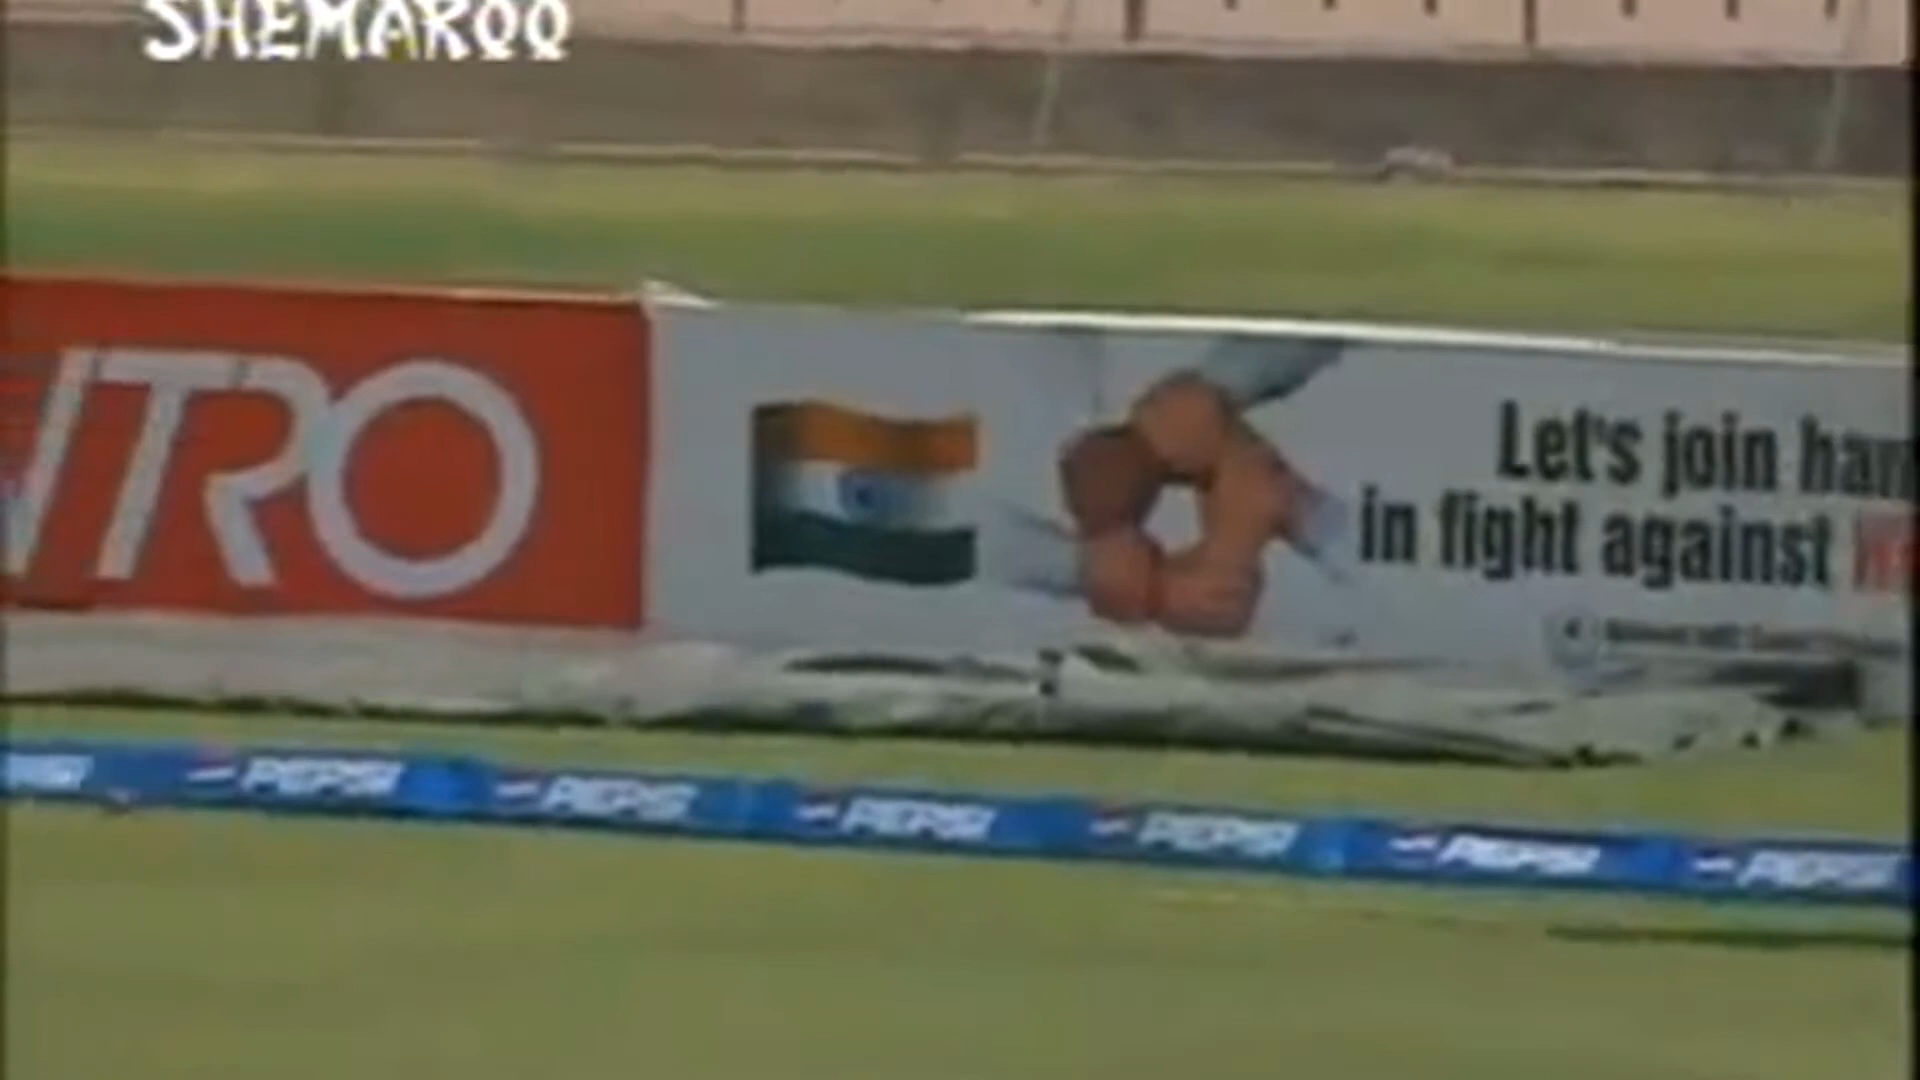 SHEMAROO
TRO
Let's join han
in fight against
PEPSI PEPSI PEPSI PEPSI PEPSI PEPSI